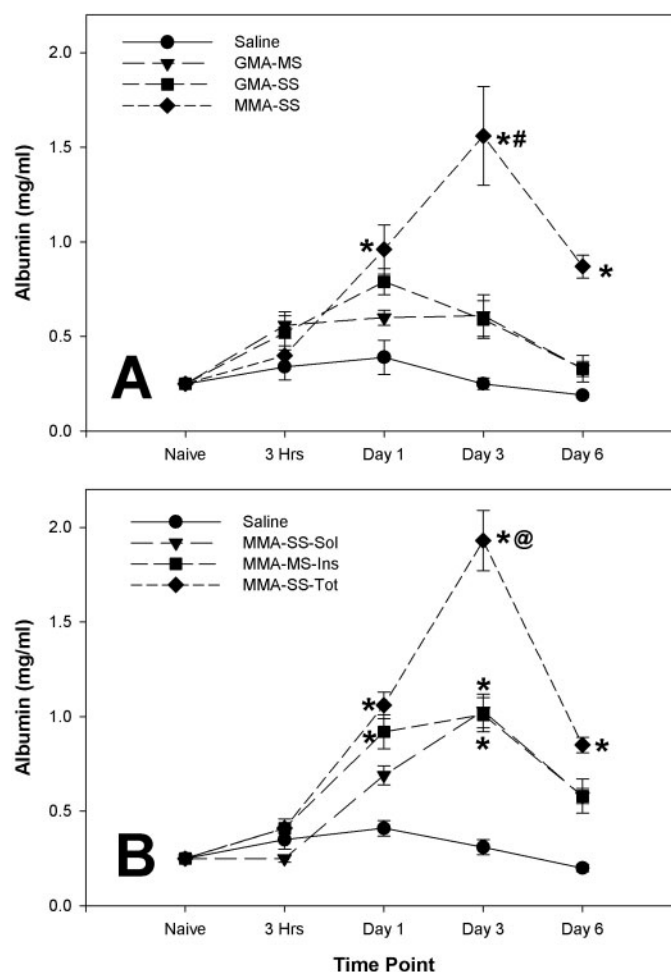 Saline
GMA-MS
GMA-SS
MMA-SS
2.0
1.5
1.0
0.5
0.0
Albumin (mg/ml)
*
*#
*
A
Naive 3 Hrs Day 1 Day 3 Day 6
Saline
MMA-SS-Sol
MMA-MS-Ins
MMA-SS-Tot
2.0
1.5
1.0
0.5
0.0
Albumin (mg/ml)
*@
*
*
*
*
*
B
Naive 3 Hrs Day 1 Day 3 Day 6
Time Point